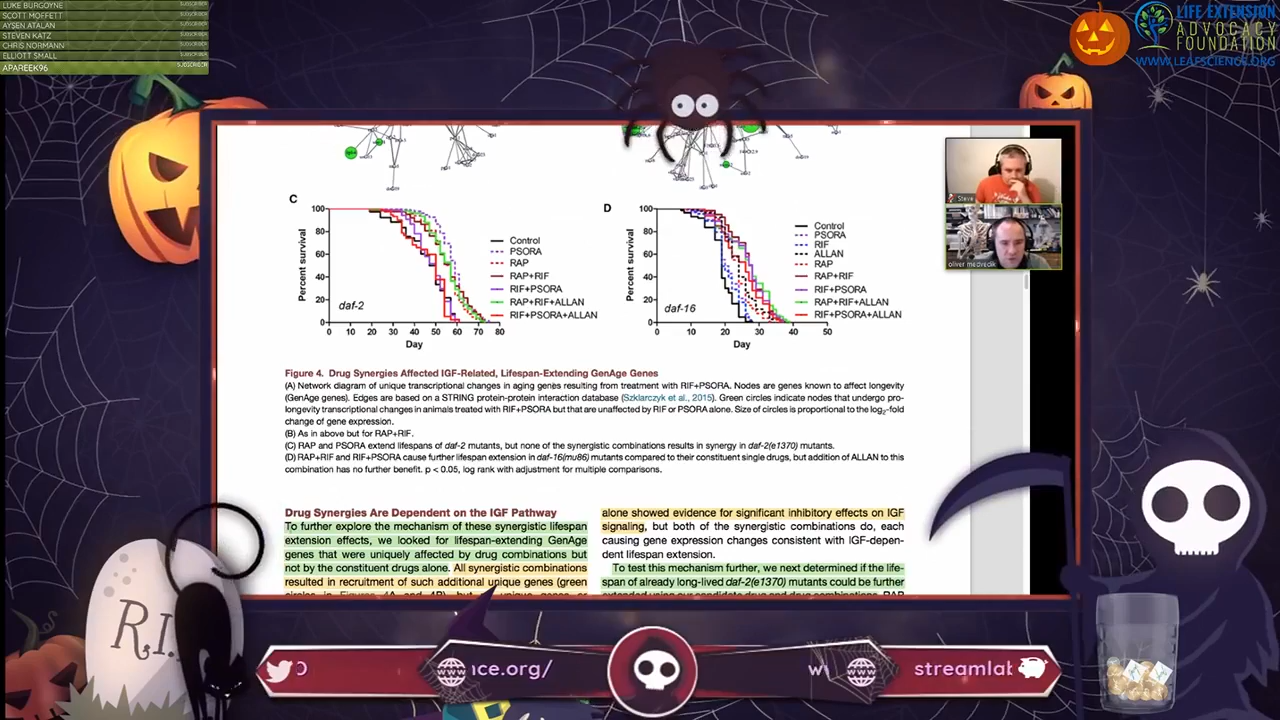 LUKE BURGOYNE SUBSCRIBER
SCOTT MOFFETT SUBSCRIBER
AYSEN ATALAN SUBSCRIBER
STEVEN KATZ SUBSCRIBER
CHRIS NORMANN SUBSCRIBER
ELLIOTT SMALL SUBSCRIBER
APAREEK96 SUBSCRIBER
LIFE EXTENSION
ADVOCACY
FOUNDATION
WWW.LEAFSCIENCE.ORG
Steve
oliver medvedik
C
Percent survival
100
80
60
40
20
0
daf-2
0 10 20 30 40 50 60 70 80
Day
Control
PSORA
RAP
RAP+RIF
RIF+PSORA
RAP+RIF+ALLAN
RIF+PSORA+ALLAN
D
Percent survival
100
80
60
40
20
0
daf-16
0 10 20 30 40 50
Day
Control
PSORA
RIF
ALLAN
RAP
RAP+RIF
RIF+PSORA
RAP+RIF+ALLAN
RIF+PSORA+ALLAN
Figure 4. Drug Synergies Affected IGF-Related, Lifespan-Extending GenAge Genes
(A) Network diagram of unique transcriptional changes in aging genes resulting from treatment with RIF+PSORA. Nodes are genes known to affect longevity
(GenAge genes). Edges are based on a STRING protein-protein interaction database (Szklarczyk et al., 2015). Green circles indicate nodes that undergo pro-
longevity transcriptional changes in animals treated with RIF+PSORA but that are unaffected by RIF or PSORA alone. Size of circles is proportional to the log2-fold
change of gene expression.
(B) As in above but for RAP+RIF.
(C) RAP and PSORA extend lifespans of daf-2 mutants, but none of the synergistic combinations results in synergy in daf-2(e1370) mutants.
(D) RAP+RIF and RIF+PSORA cause further lifespan extension in daf-16(mu86) mutants compared to their constituent single drugs, but addition of ALLAN to this
combination has no further benefit. p < 0.05, log rank with adjustment for multiple comparisons.
Drug Synergies Are Dependent on the IGF Pathway
To further explore the mechanism of these synergistic lifespan
extension effects, we looked for lifespan-extending GenAge
genes that were uniquely affected by drug combinations but
not by the constituent drugs alone. All synergistic combinations
resulted in recruitment of such additional unique genes (green
alone showed evidence for significant inhibitory effects on IGF
signaling, but both of the synergistic combinations do, each
causing gene expression changes consistent with IGF-depen-
dent lifespan extension.
To test this mechanism further, we next determined if the life-
span of already long-lived daf-2(e1370) mutants could be further
R.I.
nce.org/
streamlab